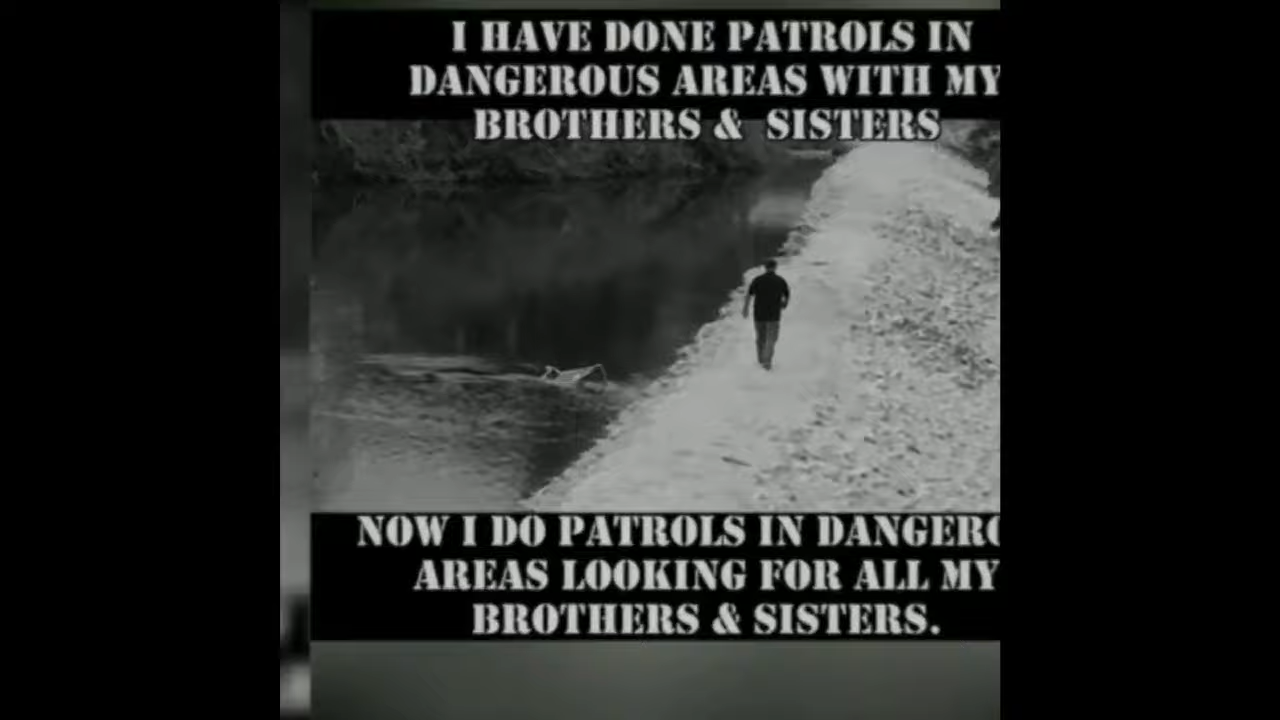 I HAVE DONE PATROLS IN
DANGEROUS AREAS WITH MY
BROTHERS & SISTERS
NOW I DO PATROLS IN DANGERO
AREAS LOOKING FOR ALL MY
BROTHERS & SISTERS.